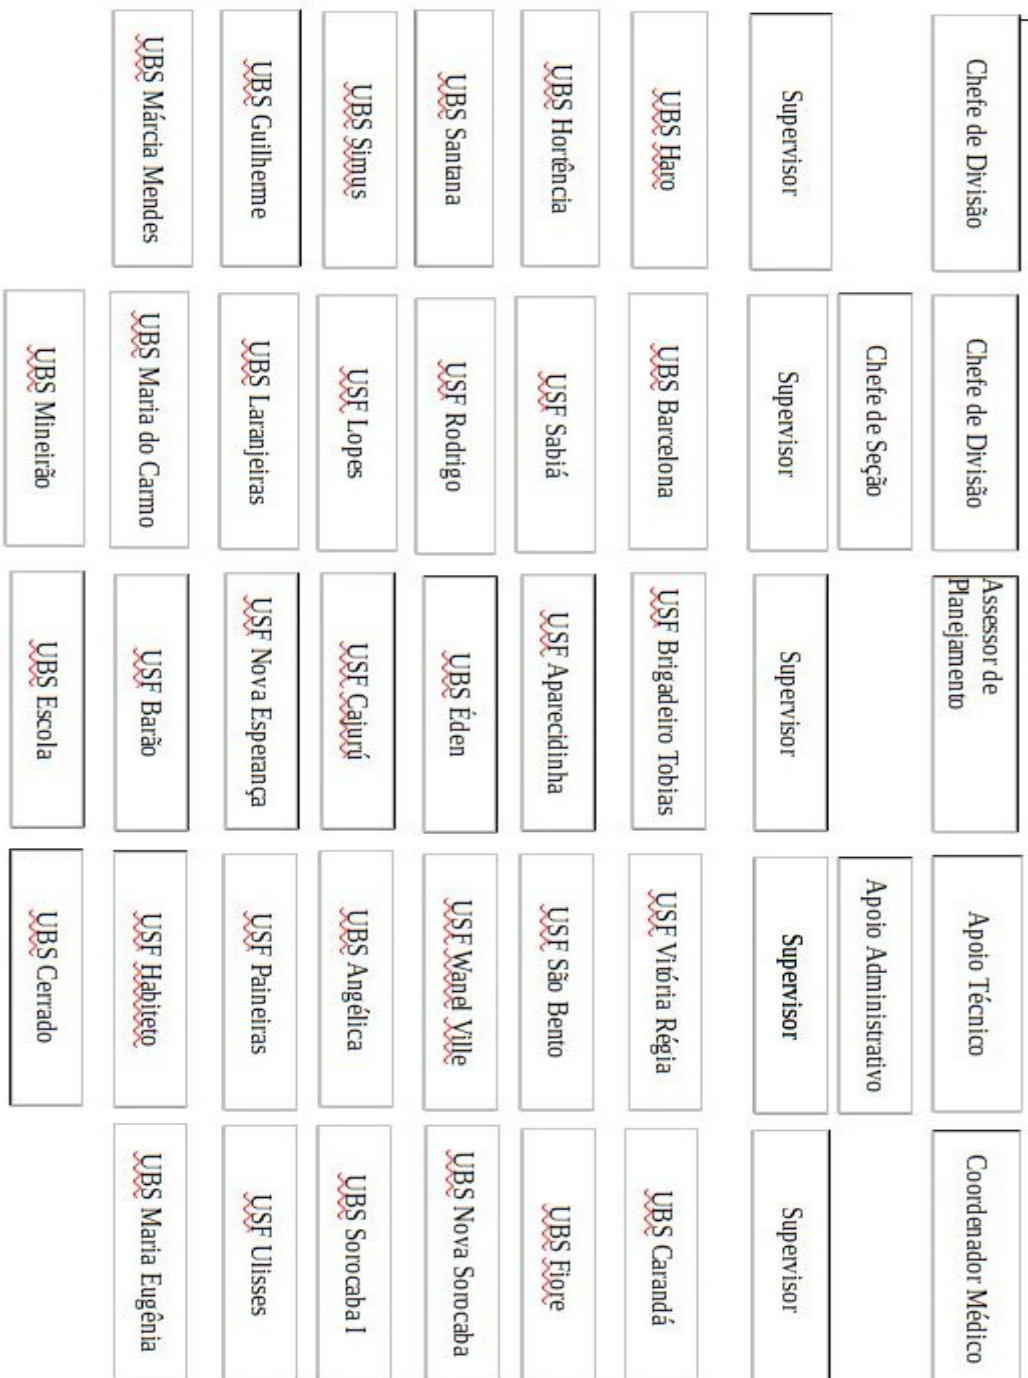 Chefe de Divisão
Chefe de Divisão
Assessor de
Planejamento
Apoio Técnico
Coordenador Médico
Chefe de Seção
Apoio Administrativo
Supervisor
Supervisor
Supervisor
Supervisor
Supervisor
UBS Haro
UBS Barcelona
USF Brigadeiro Tobias
USF Vitória Régia
UBS Carandá
UBS Hortência
USF Sabiá
USF Aparecidinha
USF São Bento
UBS Fiore
UBS Santana
USF Rodrigo
UBS Éden
USF Wanel Ville
UBS Nova Sorocaba
UBS Simus
USF Lopes
USF Cajurú
UBS Angélica
UBS Sorocaba I
UBS Guilherme
UBS Laranjeiras
USF Nova Esperança
USF Paineiras
USF Ulisses
UBS Márcia Mendes
UBS Maria do Carmo
USF Barão
USF Habiteto
UBS Maria Eugênia
UBS Mineirão
UBS Escola
UBS Cerrado